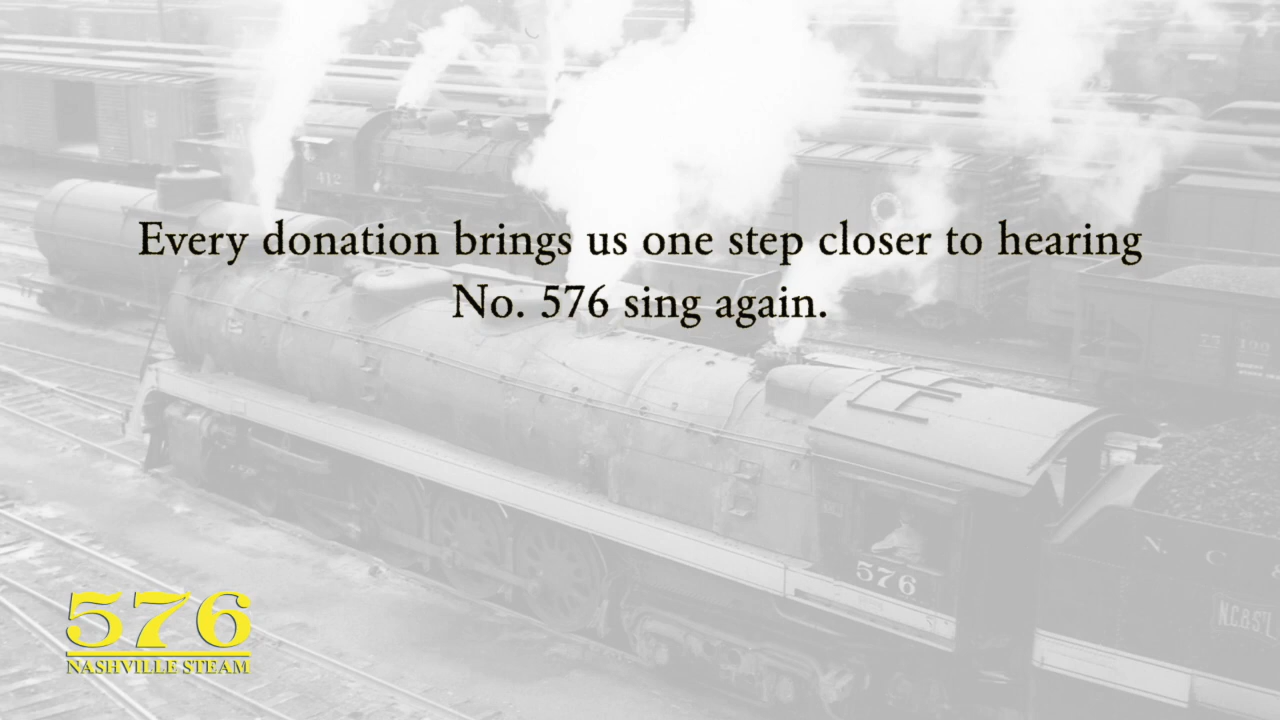 412
Every donation brings us one step closer to hearing
No. 576 sing again.
576
N. C. &
N.C.&S^t.L
576
NASHVILLE STEAM